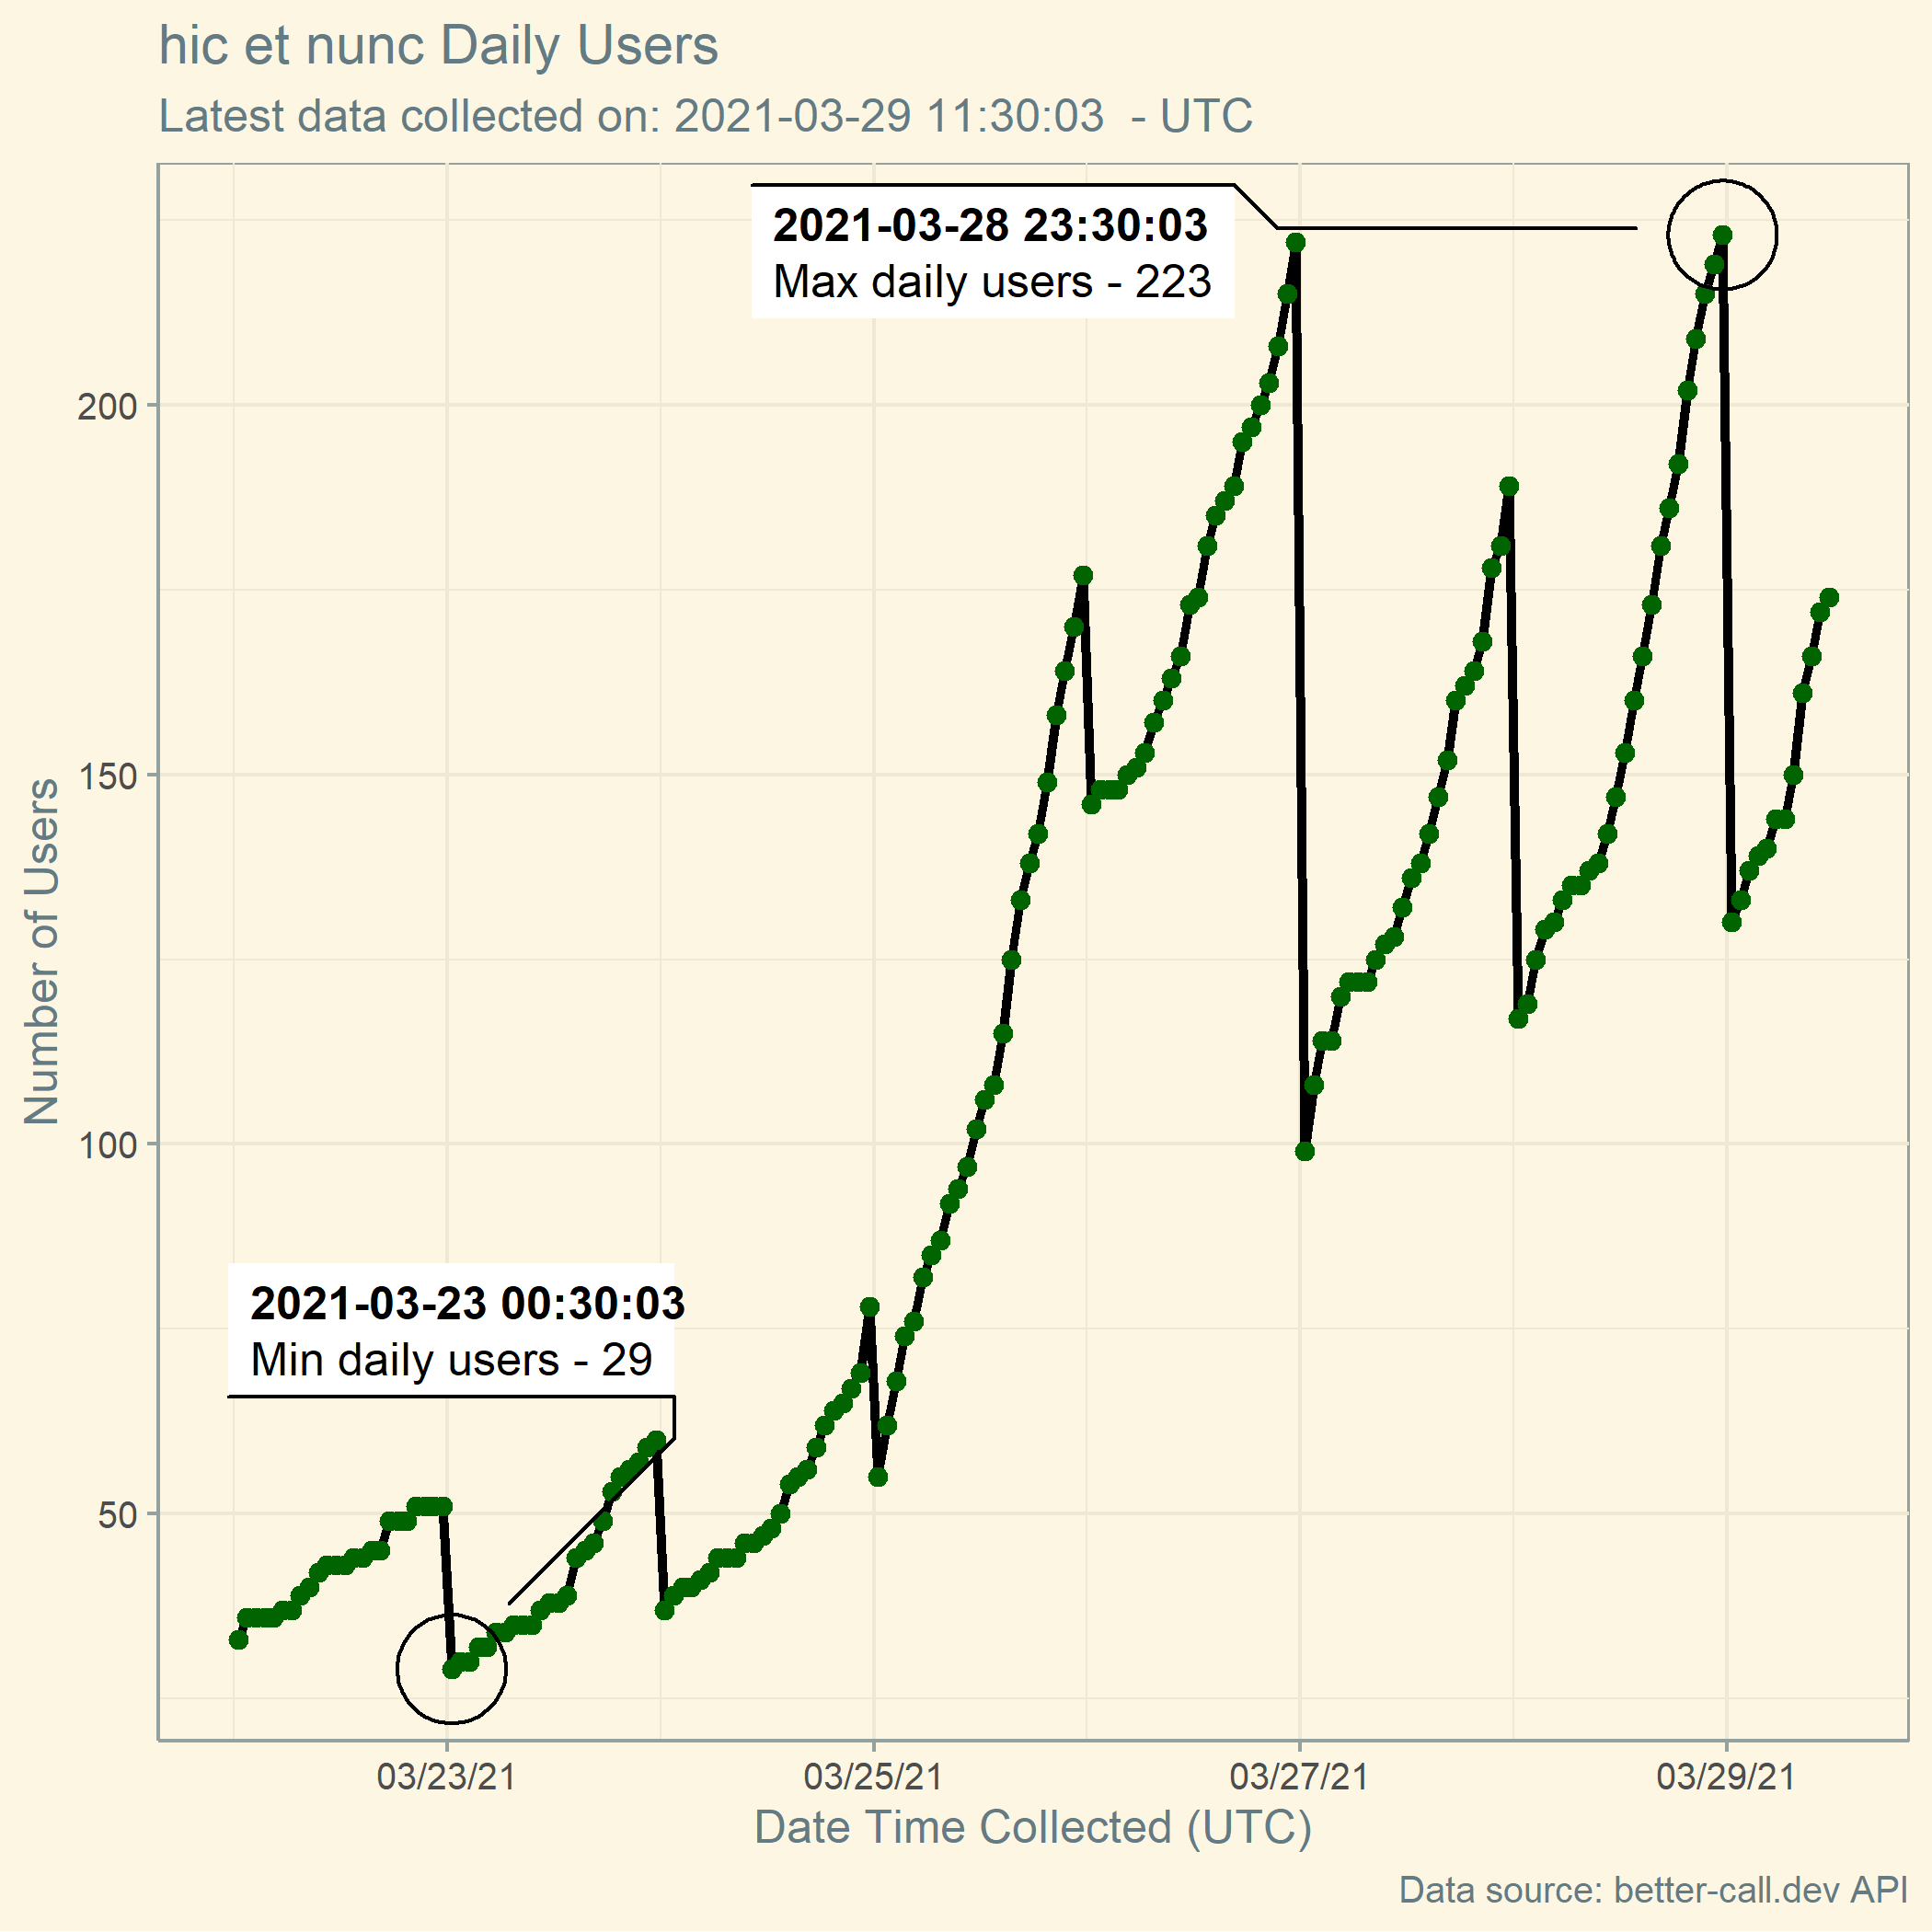 hic et nunc Daily Users
Latest data collected on: 2021-03-29 11:30:03  - UTC
2021-03-28 23:30:03
Max daily users - 223
200
150
Number of Users
100
2021-03-23 00:30:03
Min daily users - 29
50
03/23/21 03/25/21 03/27/21 03/29/21
Date Time Collected (UTC)
Data source: better-call.dev API